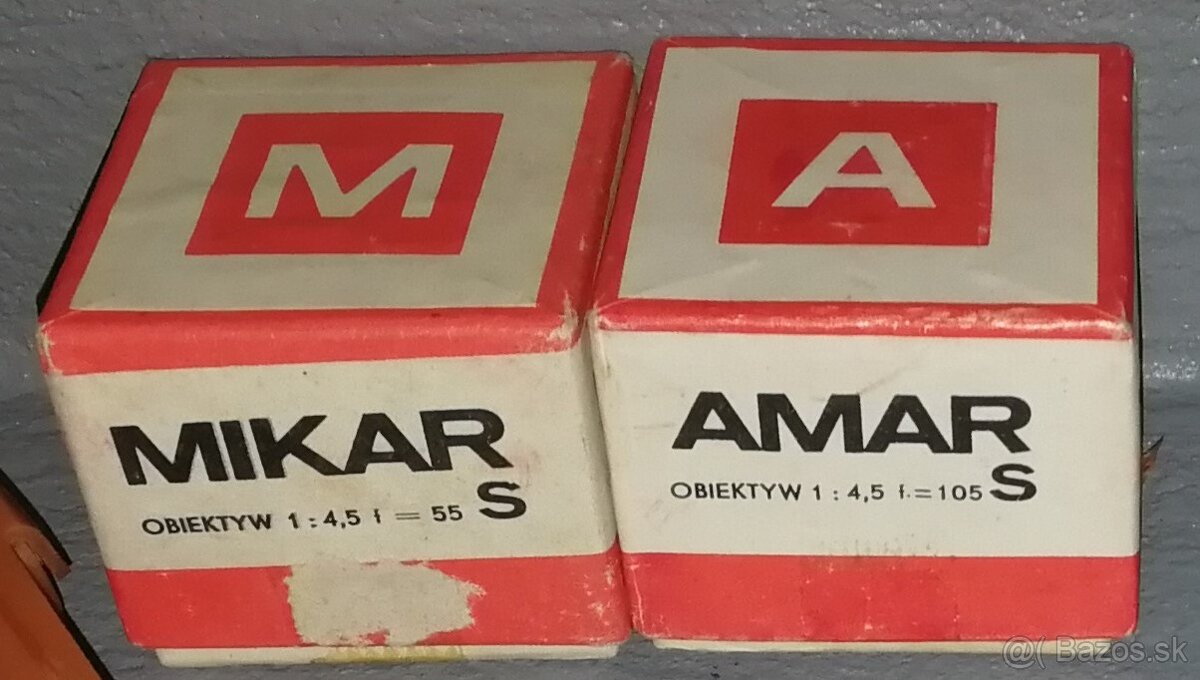 M
MIKAR
S
OBIEKTYW 1 : 4,5 f = 55
A
AMAR
S
OBIEKTYW 1 : 4,5 f. = 105
@( Bazos.sk